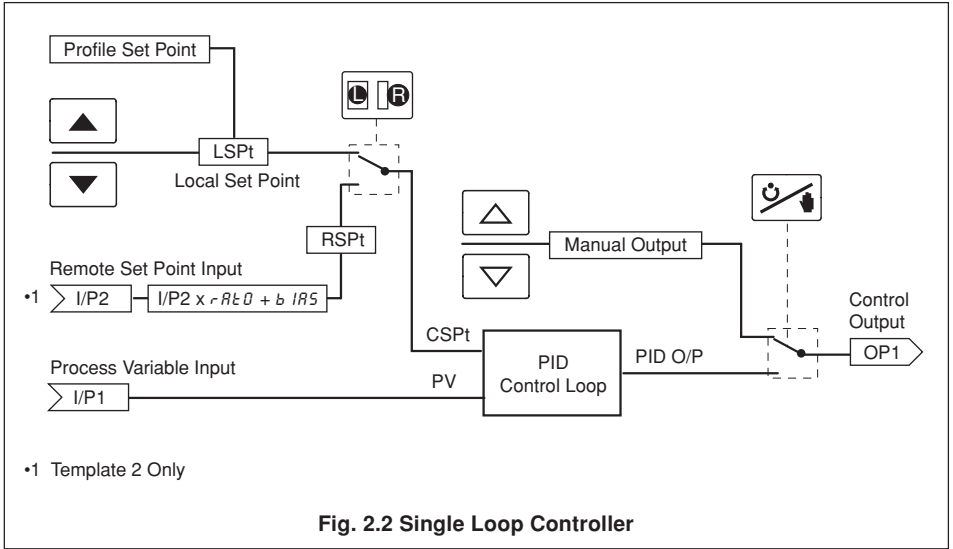 Profile Set Point
L R
LSPt
Local Set Point
RSPt
Manual Output
Remote Set Point Input
•1 I/P2 I/P2 x rAtO + bIAS
Control
Output
OP1
CSPt
PID
Control Loop
PID O/P
Process Variable Input
PV
I/P1
•1 Template 2 Only
Fig. 2.2 Single Loop Controller